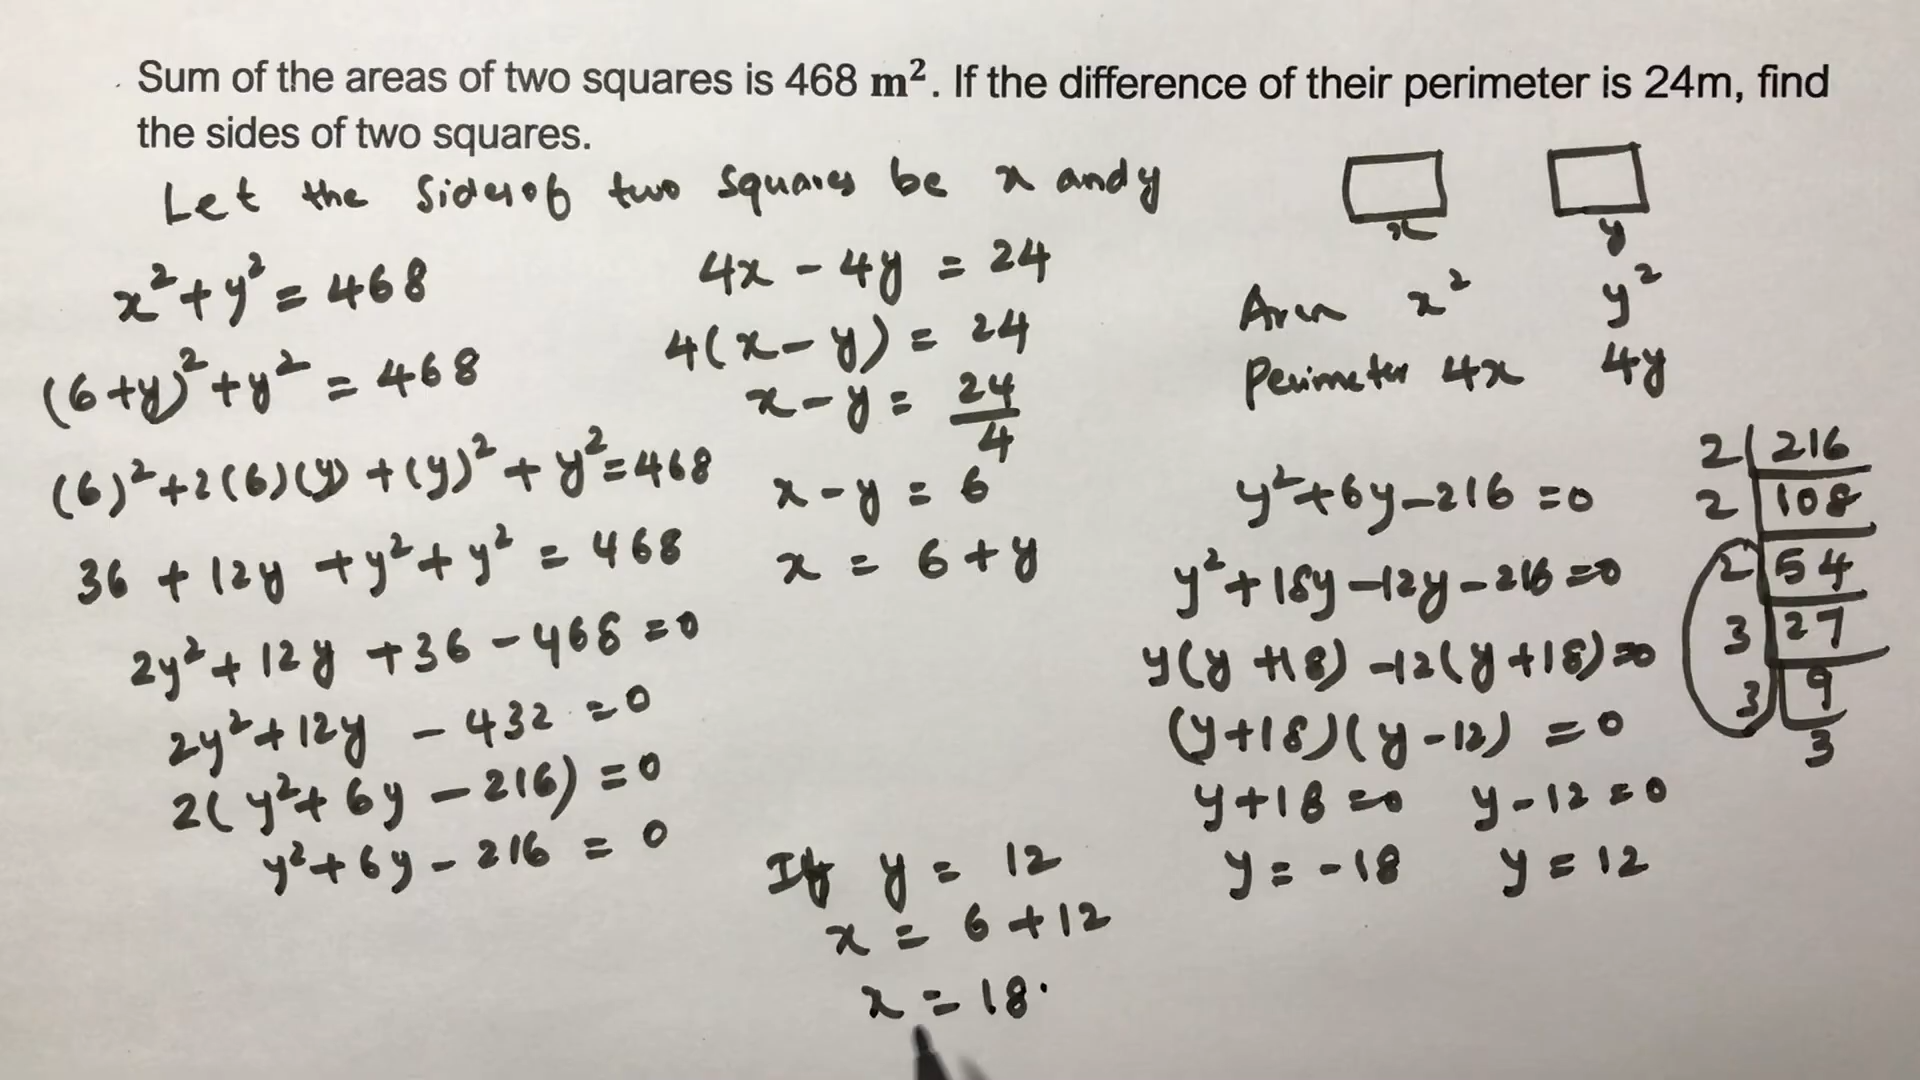 Sum of the areas of two squares is 468 m². If the difference of their perimeter is 24m, find
the sides of two squares.
Let the sides of two squares be x and y
x² + y² = 468
(6+y)² + y² = 468
(6)² + 2(6)(y) + (y)² + y² = 468
36 + 12y + y² + y² = 468
2y² + 12y + 36 - 468 = 0
2y² + 12y - 432 = 0
2(y² + 6y - 216) = 0
y² + 6y - 216 = 0
4x - 4y = 24
4(x - y) = 24
x - y = 24/4
x - y = 6
x = 6 + y
If y = 12
x = 6 + 12
x = 18.
x y
Area x² y²
Perimeter 4x 4y
y² + 6y - 216 = 0
y² + 18y - 12y - 216 = 0
y(y + 18) - 12(y + 18) = 0
(y + 18)(y - 12) = 0
y + 18 = 0 y - 12 = 0
y = -18 y = 12
2 216
2 108
2 54
3 27
3 9
3